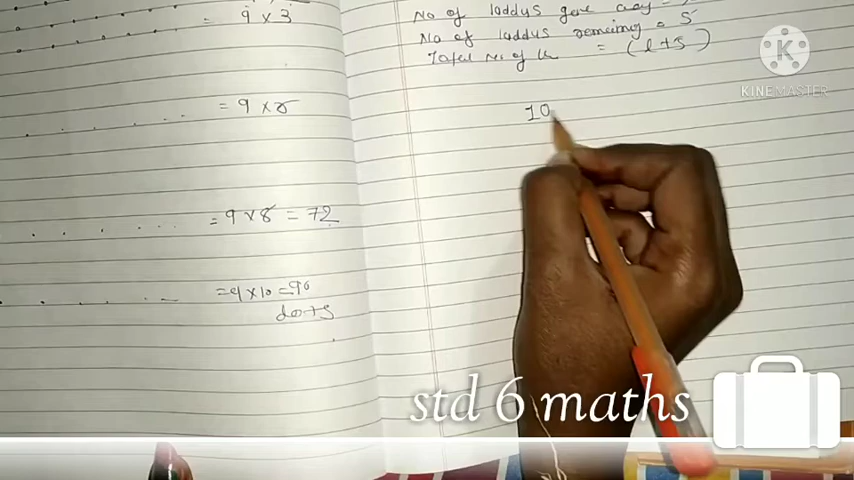 = 9 × 3
= 9 × r
= 9 × 8 = 72
= 9 × 10 = 90
dots
No of laddus gave away =
No of laddus remaining = 5
Total no of = (l + 5)
10
KINEMASTER
std 6, maths